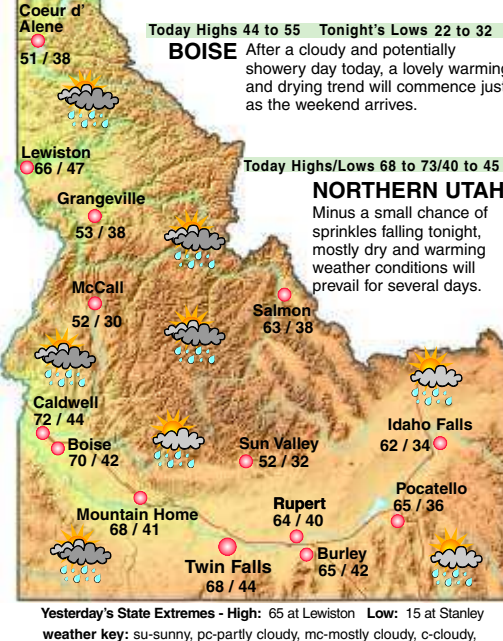 Coeur d'
Alene
51 / 38
Today Highs 44 to 55 Tonight's Lows 22 to 32
BOISE After a cloudy and potentially
showery day today, a lovely warming
and drying trend will commence just
as the weekend arrives.
Lewiston
66 / 47
Today Highs/Lows 68 to 73/40 to 45
NORTHERN UTAH
Minus a small chance of
sprinkles falling tonight,
mostly dry and warming
weather conditions will
prevail for several days.
Grangeville
53 / 38
McCall
52 / 30
Salmon
63 / 38
Caldwell
72 / 44
Boise
70 / 42
Sun Valley
52 / 32
Idaho Falls
62 / 34
Mountain Home
68 / 41
Rupert
64 / 40
Pocatello
65 / 36
Twin Falls
68 / 44
Burley
65 / 42
Yesterday's State Extremes - High: 65 at Lewiston Low: 15 at Stanley
weather key: su-sunny, pc-partly cloudy, mc-mostly cloudy, c-cloudy,